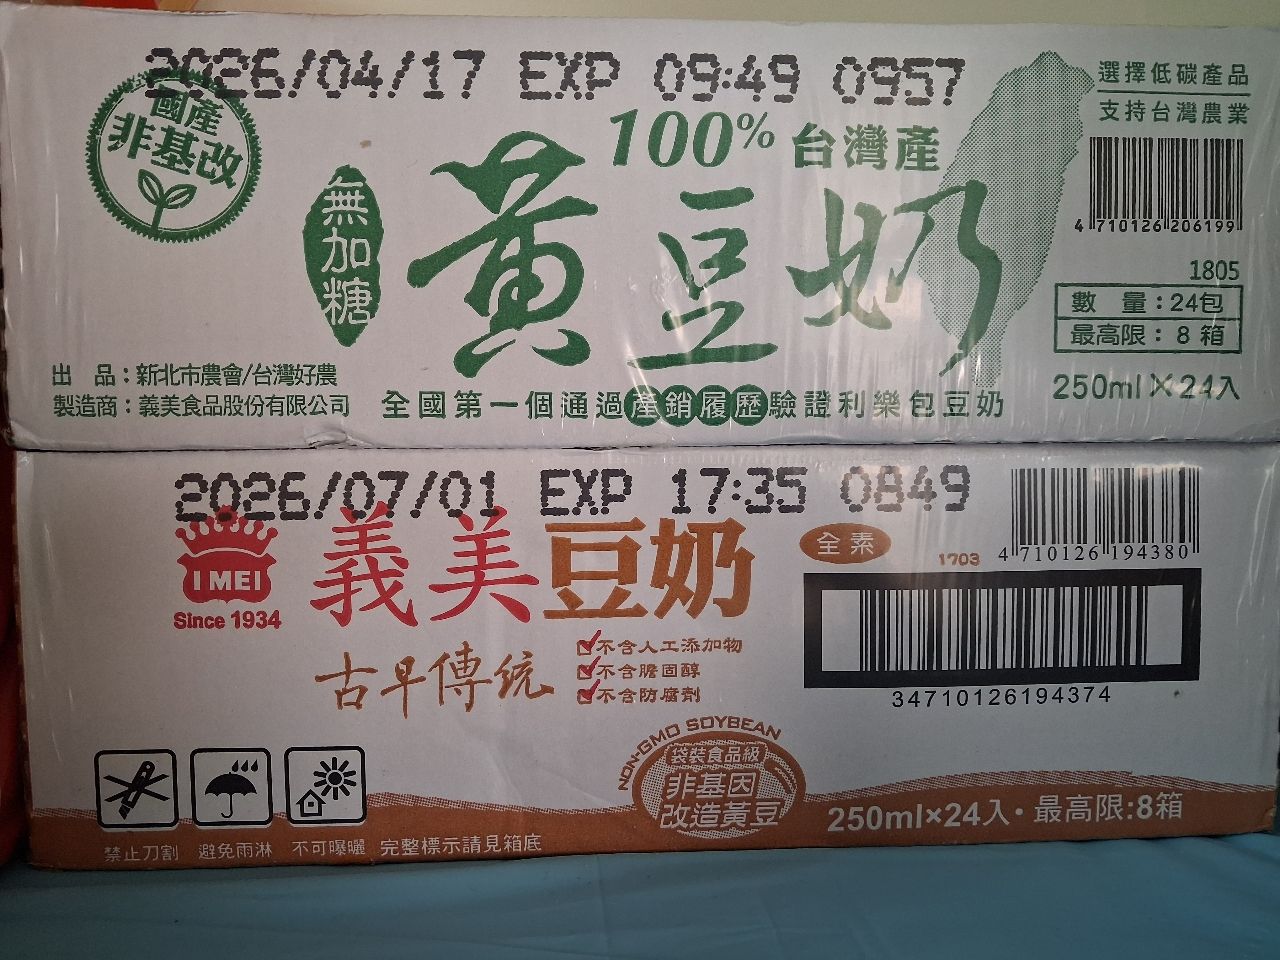 2026/04/17 EXP 09:49 0957
國產
非基改
100% 台灣產
選擇低碳產品
支持台灣農業
無加糖
黃豆奶
4 710126 206199
1805
數 量：24包
最高限：8 箱
250ml×24入
出 品：新北市農會/台灣好農
製造商：義美食品股份有限公司
全國第一個通過產銷履歷驗證利樂包豆奶
2026/07/01 EXP 17:35 0849
I MEI
Since 1934
義美豆奶
全素
1703
4 710126 194380
古早傳統
不含人工添加物
不含膽固醇
不含防腐劑
34710126194374
NON-GMO SOYBEAN
袋裝食品級
非基因
改造黃豆
250ml×24入·最高限:8箱
禁止刀割 避免雨淋 不可曝曬 完整標示請見箱底